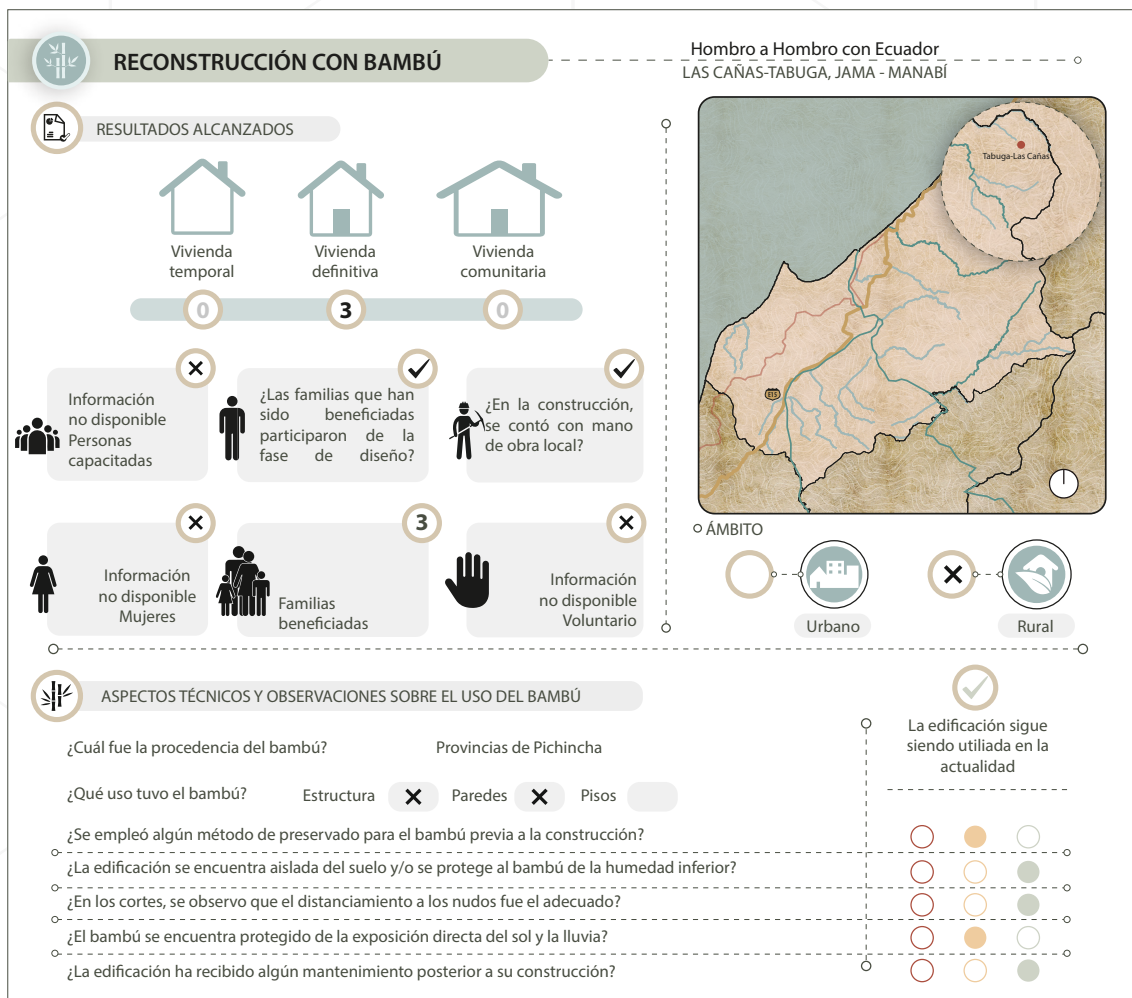 RECONSTRUCCIÓN CON BAMBÚ
Hombro a Hombro con Ecuador
LAS CAÑAS-TABUGA, JAMA - MANABÍ
RESULTADOS ALCANZADOS
Vivienda
temporal
Vivienda
definitiva
Vivienda
comunitaria
0
3
0
Información
no disponible
Personas
capacitadas
¿Las familias que han
sido beneficiadas
participaron de la
fase de diseño?
¿En la construcción,
se contó con mano
de obra local?
Información
no disponible
Mujeres
3
Familias
beneficiadas
Información
no disponible
Voluntario
Tabuga-Las Cañas
E15
ÁMBITO
Urbano
Rural
ASPECTOS TÉCNICOS Y OBSERVACIONES SOBRE EL USO DEL BAMBÚ
La edificación sigue
siendo utiliada en la
actualidad
¿Cuál fue la procedencia del bambú? Provincias de Pichincha
¿Qué uso tuvo el bambú? Estructura Paredes Pisos
¿Se empleó algún método de preservado para el bambú previa a la construcción?
¿La edificación se encuentra aislada del suelo y/o se protege al bambú de la humedad inferior?
¿En los cortes, se observo que el distanciamiento a los nudos fue el adecuado?
¿El bambú se encuentra protegido de la exposición directa del sol y la lluvia?
¿La edificación ha recibido algún mantenimiento posterior a su construcción?